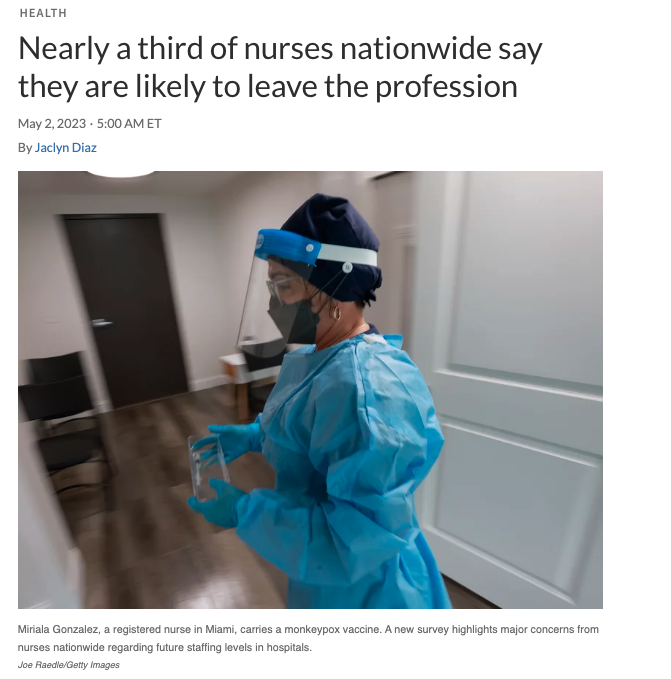 HEALTH
Nearly a third of nurses nationwide say
they are likely to leave the profession
May 2, 2023 · 5:00 AM ET
By Jaclyn Diaz
Miriala Gonzalez, a registered nurse in Miami, carries a monkeypox vaccine. A new survey highlights major concerns from
nurses nationwide regarding future staffing levels in hospitals.
Joe Raedle/Getty Images